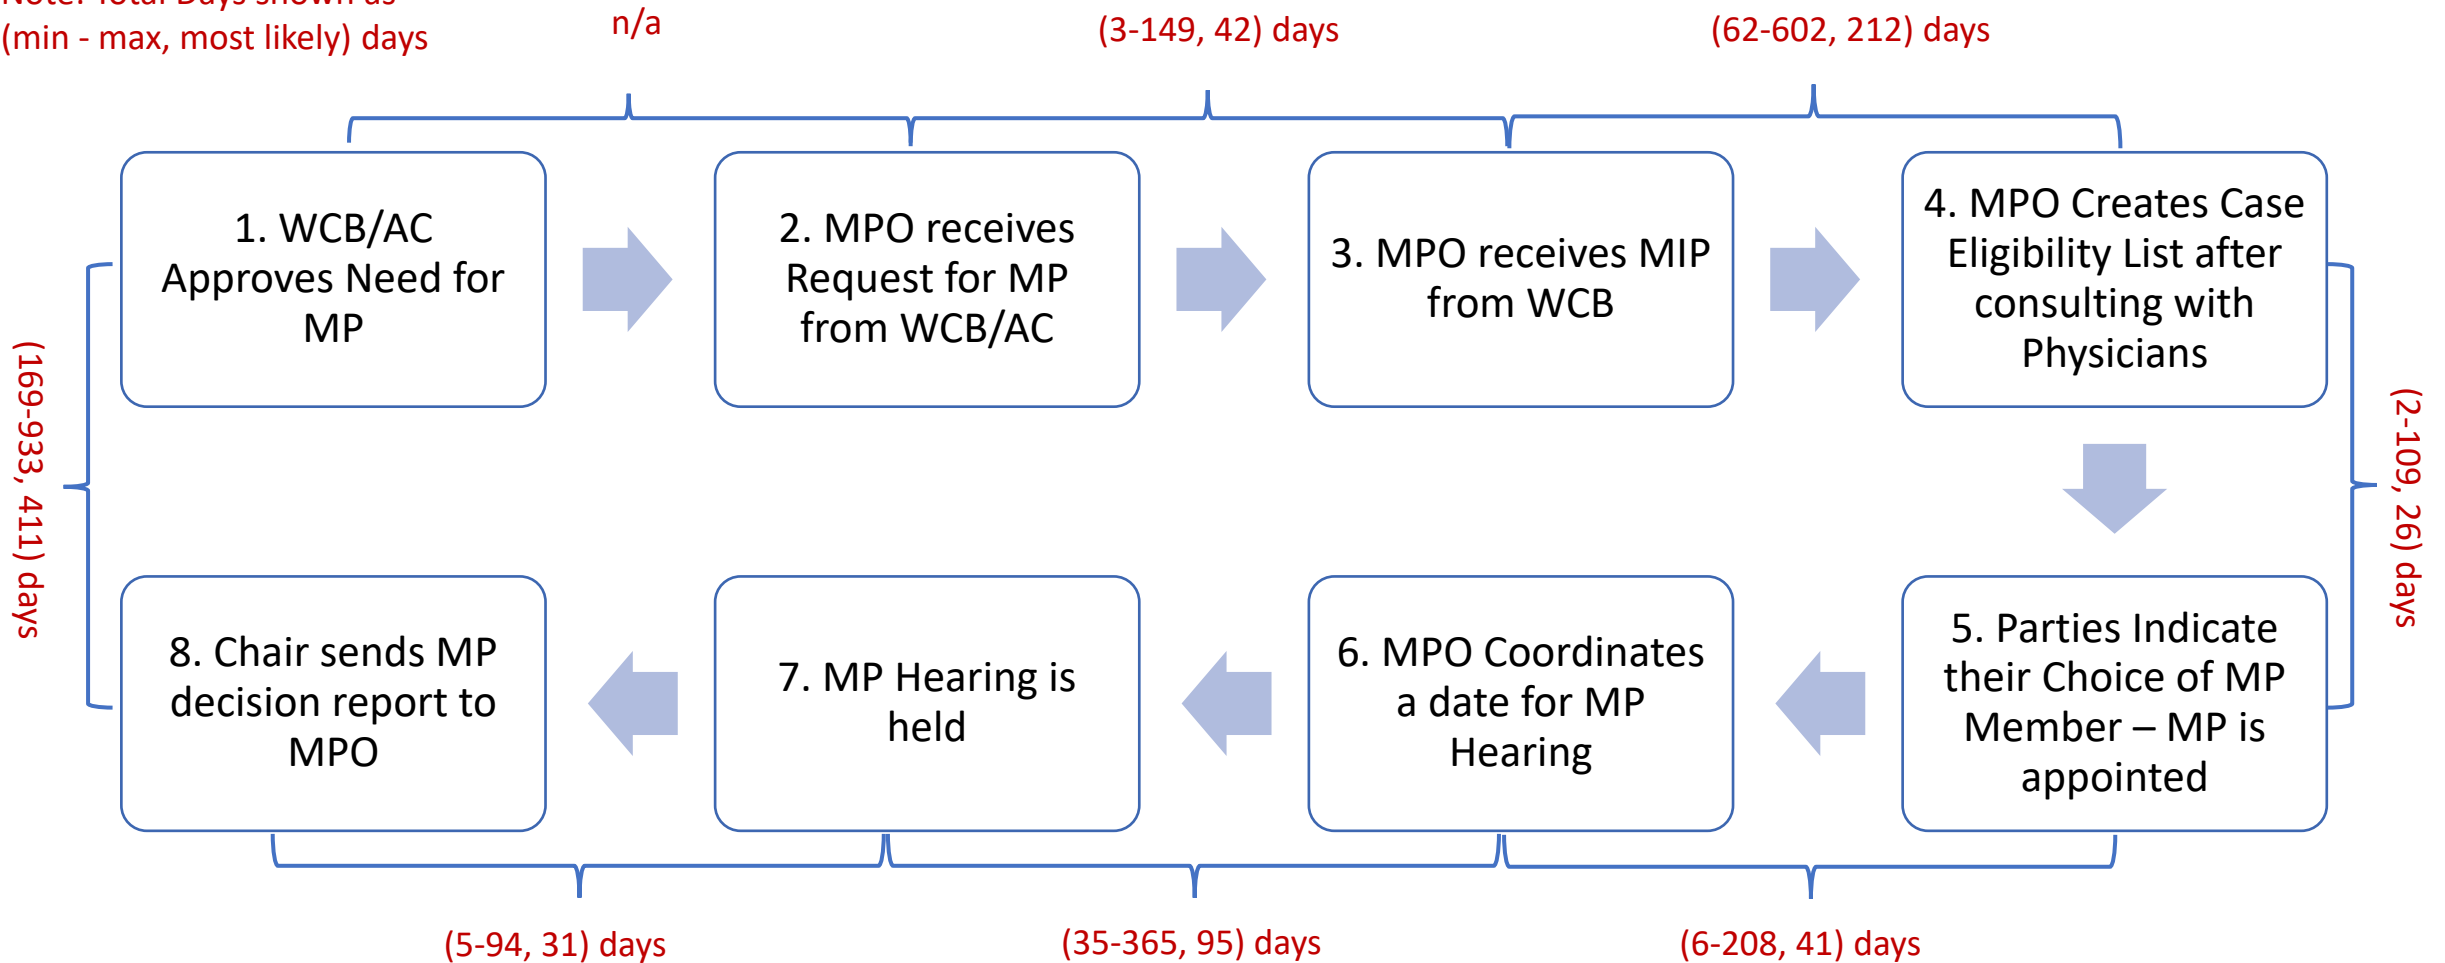 Note: Total Days shown as
(min - max, most likely) days
n/a
(3-149, 42) days
(62-602, 212) days
1. WCB/AC
Approves Need for
MP
2. MPO receives
Request for MP
from WCB/AC
3. MPO receives MIP
from WCB
4. MPO Creates Case
Eligibility List after
consulting with
Physicians
(169-933, 411) days
(2-109, 26) days
8. Chair sends MP
decision report to
MPO
7. MP Hearing is
held
6. MPO Coordinates
a date for MP
Hearing
5. Parties Indicate
their Choice of MP
Member – MP is
appointed
(5-94, 31) days
(35-365, 95) days
(6-208, 41) days